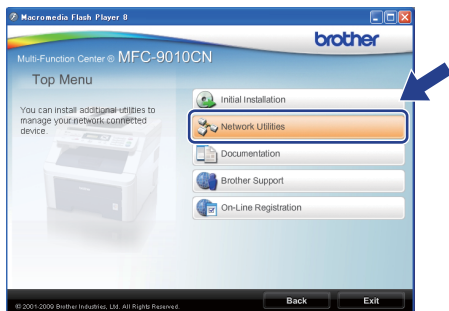 Macromedia Flash Player 8
brother
Multi-Function Center ® MFC-9010CN
Top Menu
You can install additional utilities to
manage your network connected
device.
Initial Installation
Network Utilities
Documentation
Brother Support
On-Line Registration
© 2001-2009 Brother Industries, Ltd. All Rights Reserved.
Back
Exit